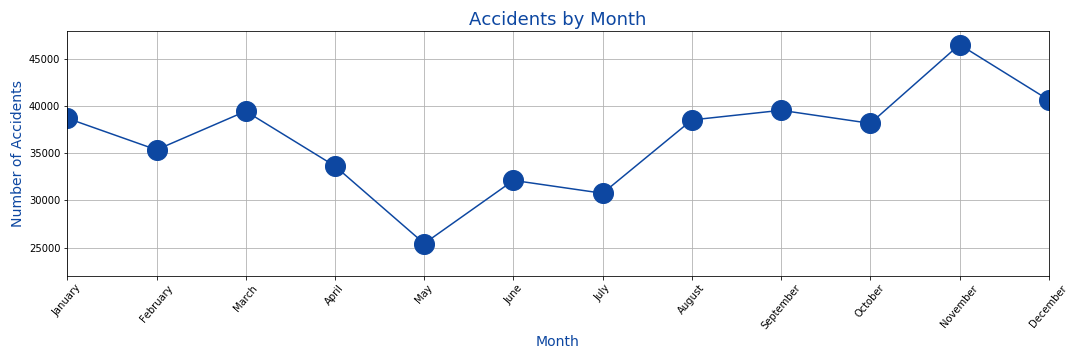 Accidents by Month
Number of Accidents
45000
40000
35000
30000
25000
January
February
March
April
May
June
July
August
September
October
November
December
Month